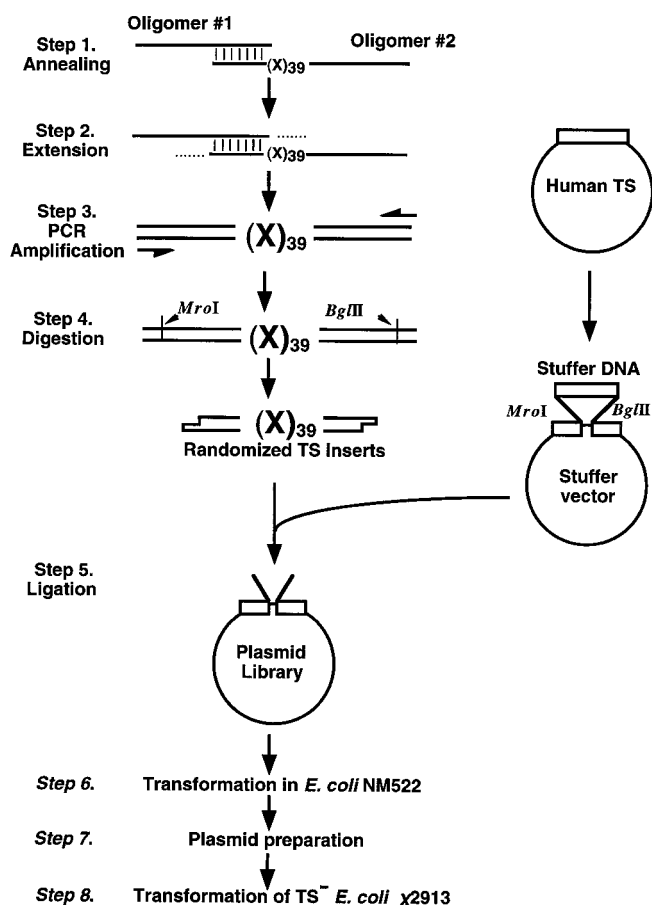 Oligomer #1
Step 1.
Annealing
Oligomer #2
(X)39
Step 2.
Extension
(X)39
Human TS
Step 3.
PCR
Amplification
(X)39
MroI
BglII
Step 4.
Digestion
(X)39
Stuffer DNA
MroI
BglII
(X)39
Randomized TS Inserts
Stuffer
vector
Step 5.
Ligation
Plasmid
Library
Step 6. Transformation in E. coli NM522
Step 7. Plasmid preparation
Step 8. Transformation of TS⁻ E. coli χ2913